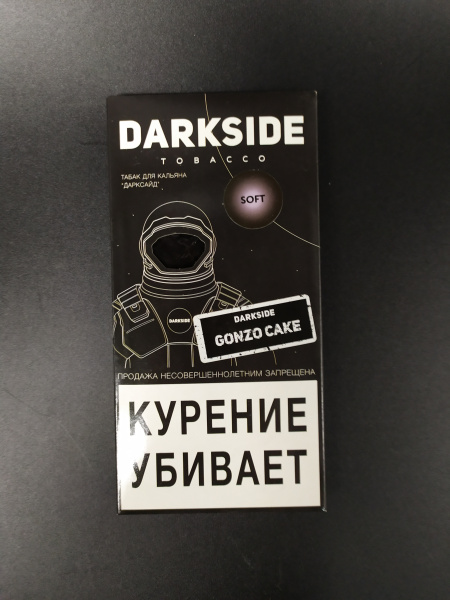 DARKSIDE
TOBACCO
ТАБАК ДЛЯ КАЛЬЯНА
"ДАРКСАЙД"
SOFT
DARKSIDE
DARKSIDE
GONZO CAKE
ПРОДАЖА НЕСОВЕРШЕННОЛЕТНИМ ЗАПРЕЩЕНА
КУРЕНИЕ
УБИВАЕТ